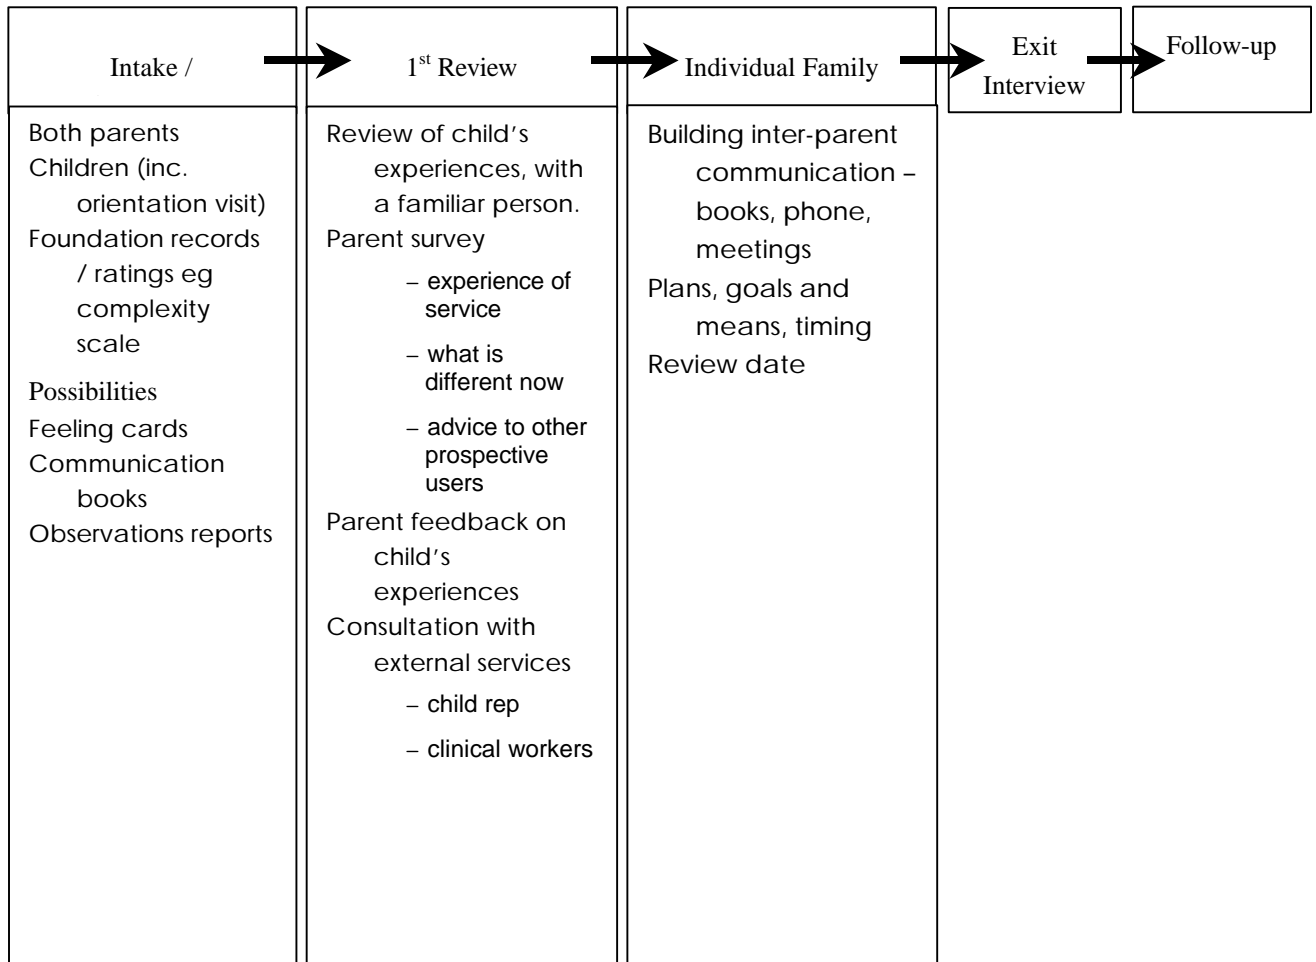 Intake /
1st Review
Individual Family
Exit
Interview
Follow-up
Both parents
Children (inc.
orientation visit)
Foundation records
/ ratings eg
complexity
scale
Possibilities
Feeling cards
Communication
books
Observations reports
Review of child's
experiences, with
a familiar person.
Parent survey
– experience of
service
– what is
different now
– advice to other
prospective
users
Parent feedback on
child's
experiences
Consultation with
external services
– child rep
– clinical workers
Building inter-parent
communication –
books, phone,
meetings
Plans, goals and
means, timing
Review date